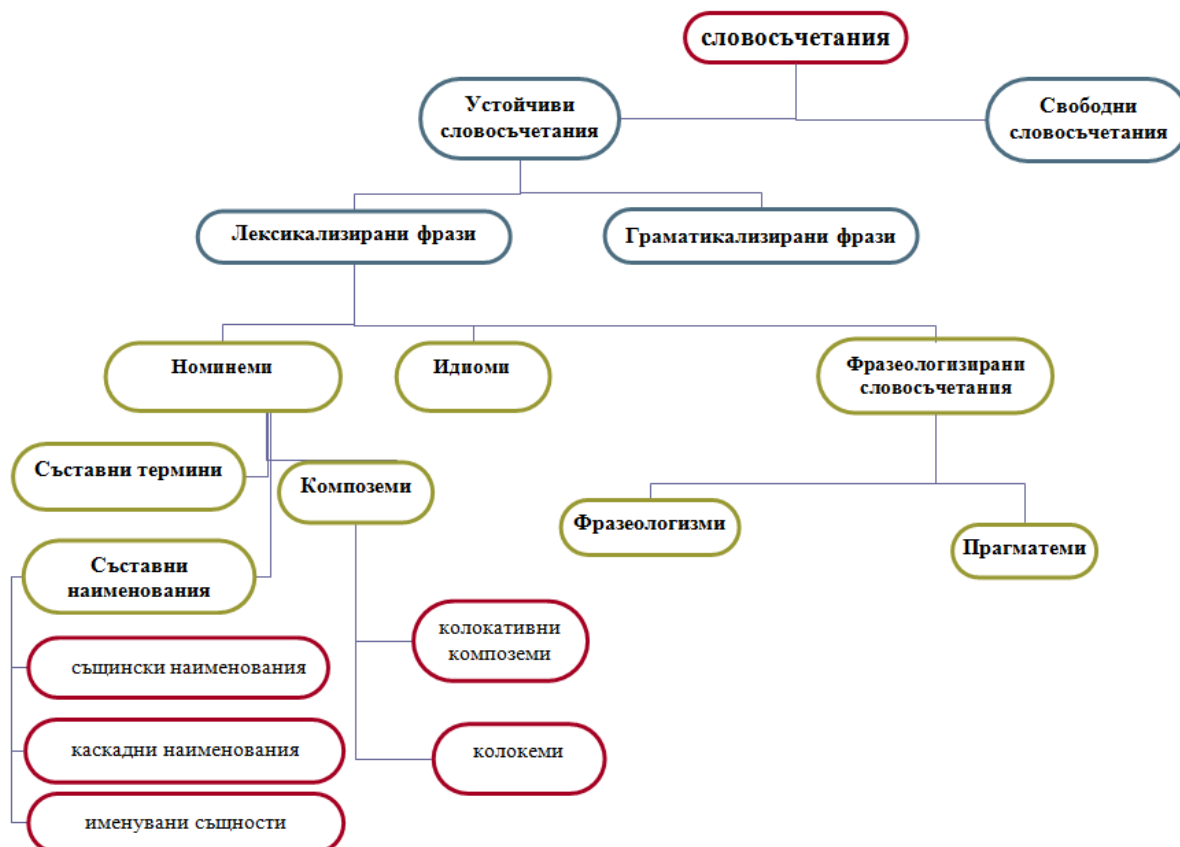 словосъчетания
Устойчиви
словосъчетания
Свободни
словосъчетания
Лексикализирани фрази
Граматикализирани фрази
Номинеми
Идиоми
Фразеологизирани
словосъчетания
Съставни термини
Композеми
Фразеологизми
Прагматеми
Съставни
наименования
колокативни
композеми
същински наименования
каскадни наименования
колокеми
именувани същности